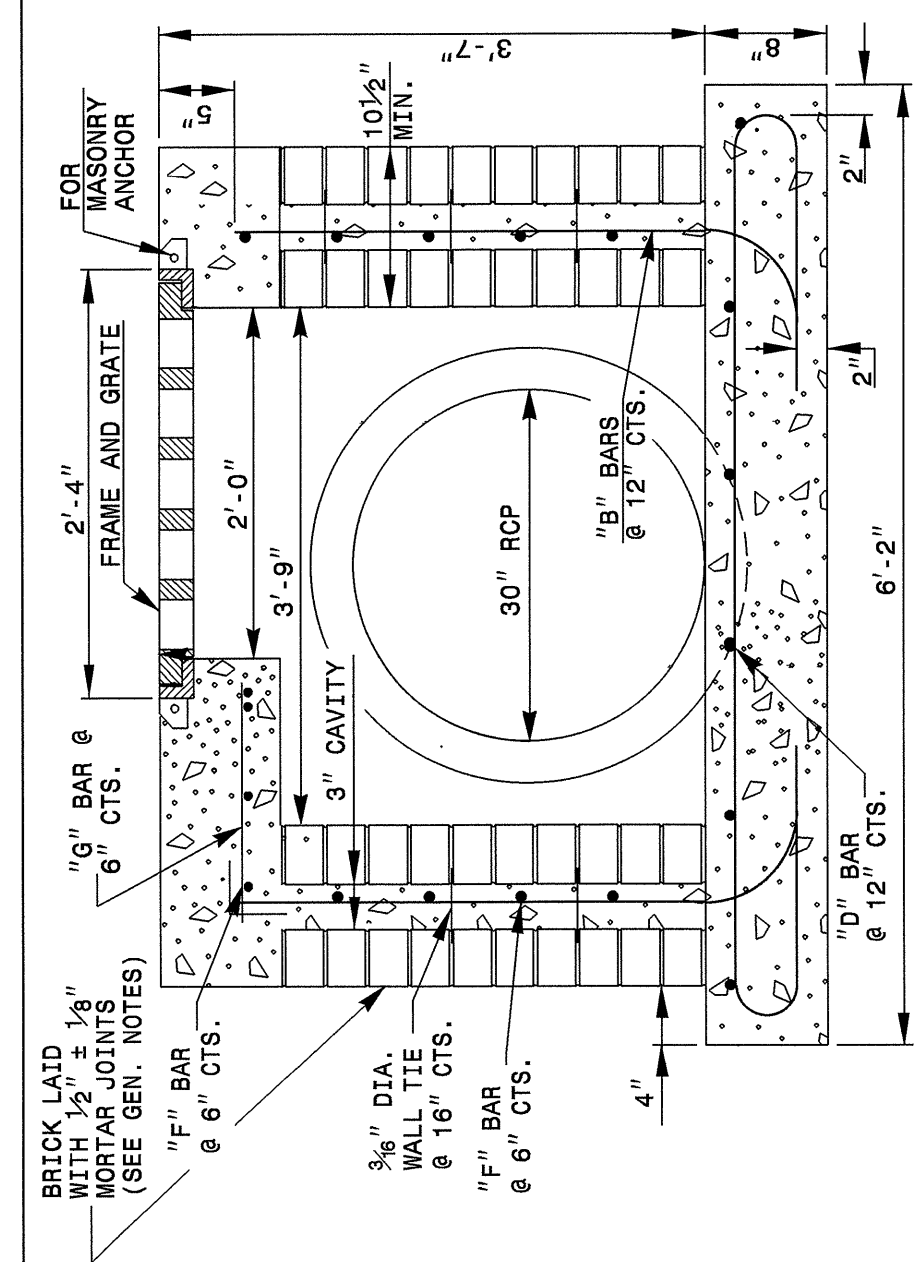 BRICK LAID
WITH 1/2" ± 1/8"
MORTAR JOINTS
(SEE GEN. NOTES)
"G" BAR @
6" CTS.
2'-4"
FRAME AND GRATE
FOR
MASONRY
ANCHOR
5"
3'-7"
8"
10 1/2"
MIN.
2'-0"
3'-9"
"F" BAR
@ 6" CTS.
3" CAVITY
3/16" DIA.
WALL TIE
@ 16" CTS.
"F" BAR
@ 6" CTS.
30" RCP
"B" BARS
@ 12" CTS.
4"
"D" BAR
@ 12" CTS.
2"
2"
6'-2"